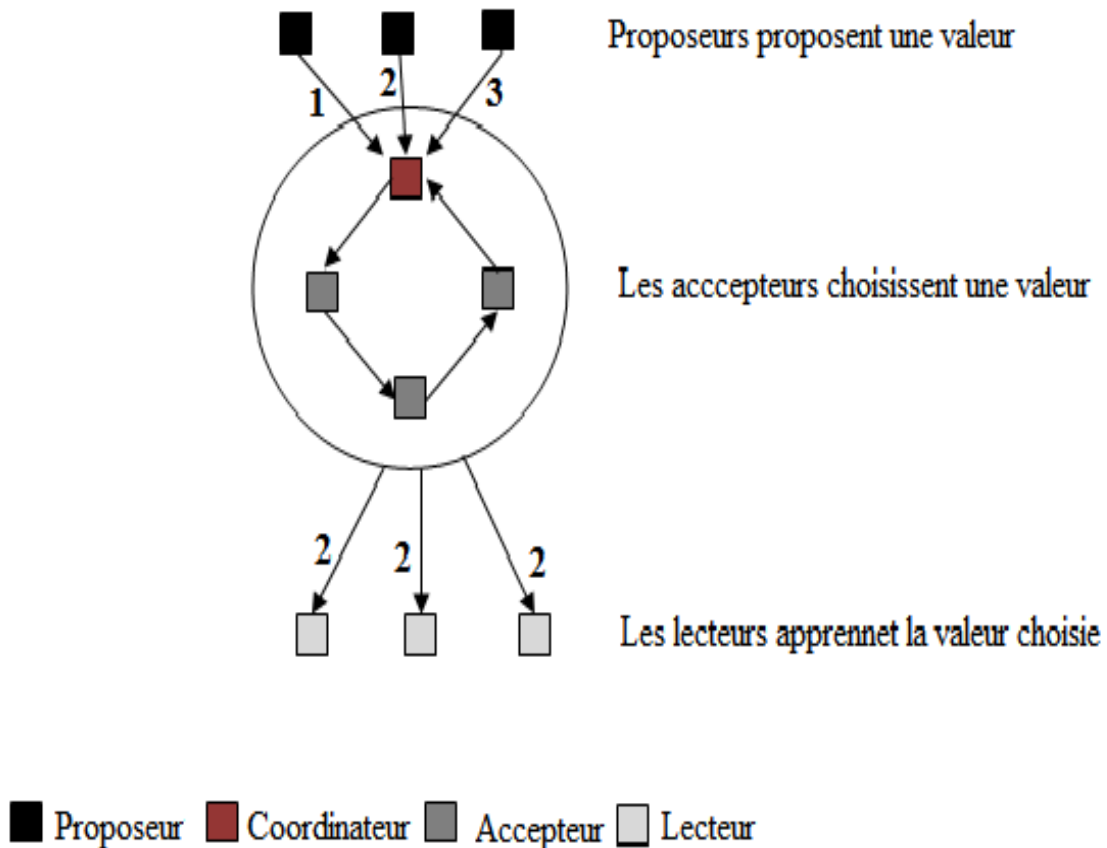 Proposeurs proposent une valeur
1 2 3
Les acccepteurs choisissent une valeur
2 2 2
Les lecteurs apprennet la valeur choisie
Proposeur Coordinateur Accepteur Lecteur